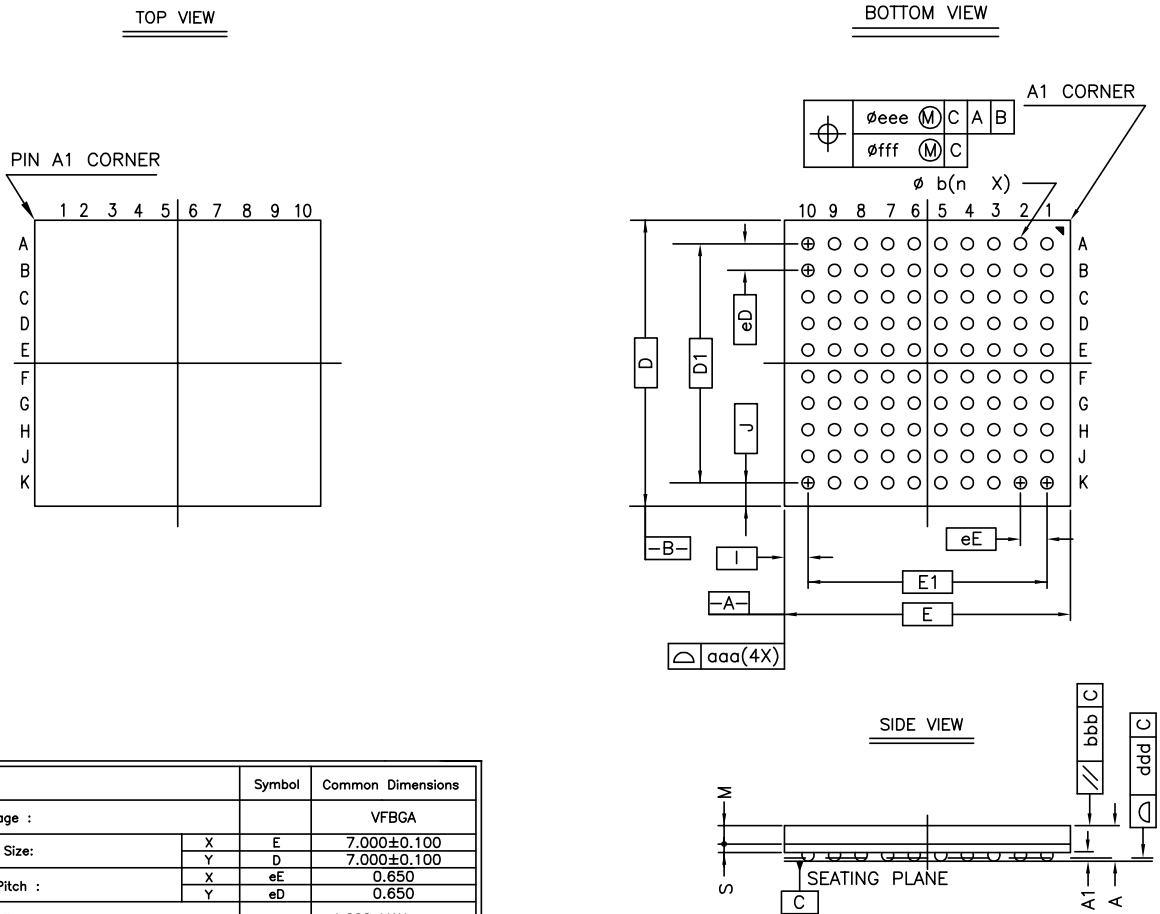 TOP VIEW
BOTTOM VIEW
A1 CORNER
øeee Ⓜ C A B
øfff Ⓜ C
PIN A1 CORNER
ø b(n X)
1 2 3 4 5 6 7 8 9 10
10 9 8 7 6 5 4 3 2 1
A
B
C
D
E
F
G
H
J
K
A
B
C
D
E
F
G
H
J
K
eD
D
D1
J
eE
-B-
I
E1
-A-
E
aaa(4X)
SIDE VIEW
// bbb C
ddd C
M
S
SEATING PLANE
C
A1
A
Symbol Common Dimensions
age : VFBGA
Size: X E 7.000±0.100
Y D 7.000±0.100
Pitch : X eE 0.650
Y eD 0.650